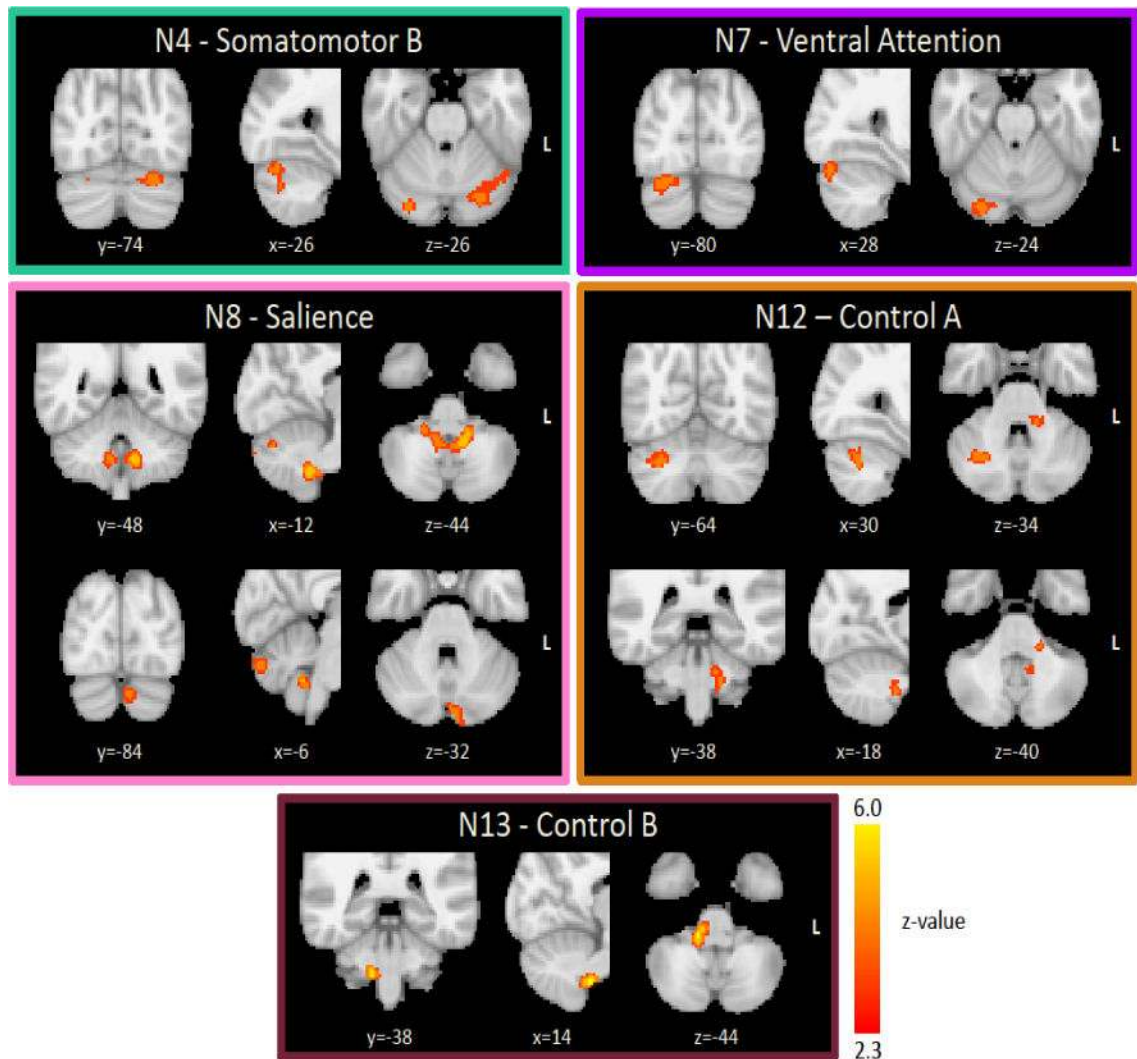 N4 - Somatomotor B
L
y=-74 x=-26 z=-26
N7 - Ventral Attention
L
y=-80 x=28 z=-24
N8 - Salience
L
y=-48 x=-12 z=-44
L
y=-84 x=-6 z=-32
N12 – Control A
L
y=-64 x=30 z=-34
L
y=-38 x=-18 z=-40
N13 - Control B
L
y=-38 x=14 z=-44
6.0
z-value
2.3